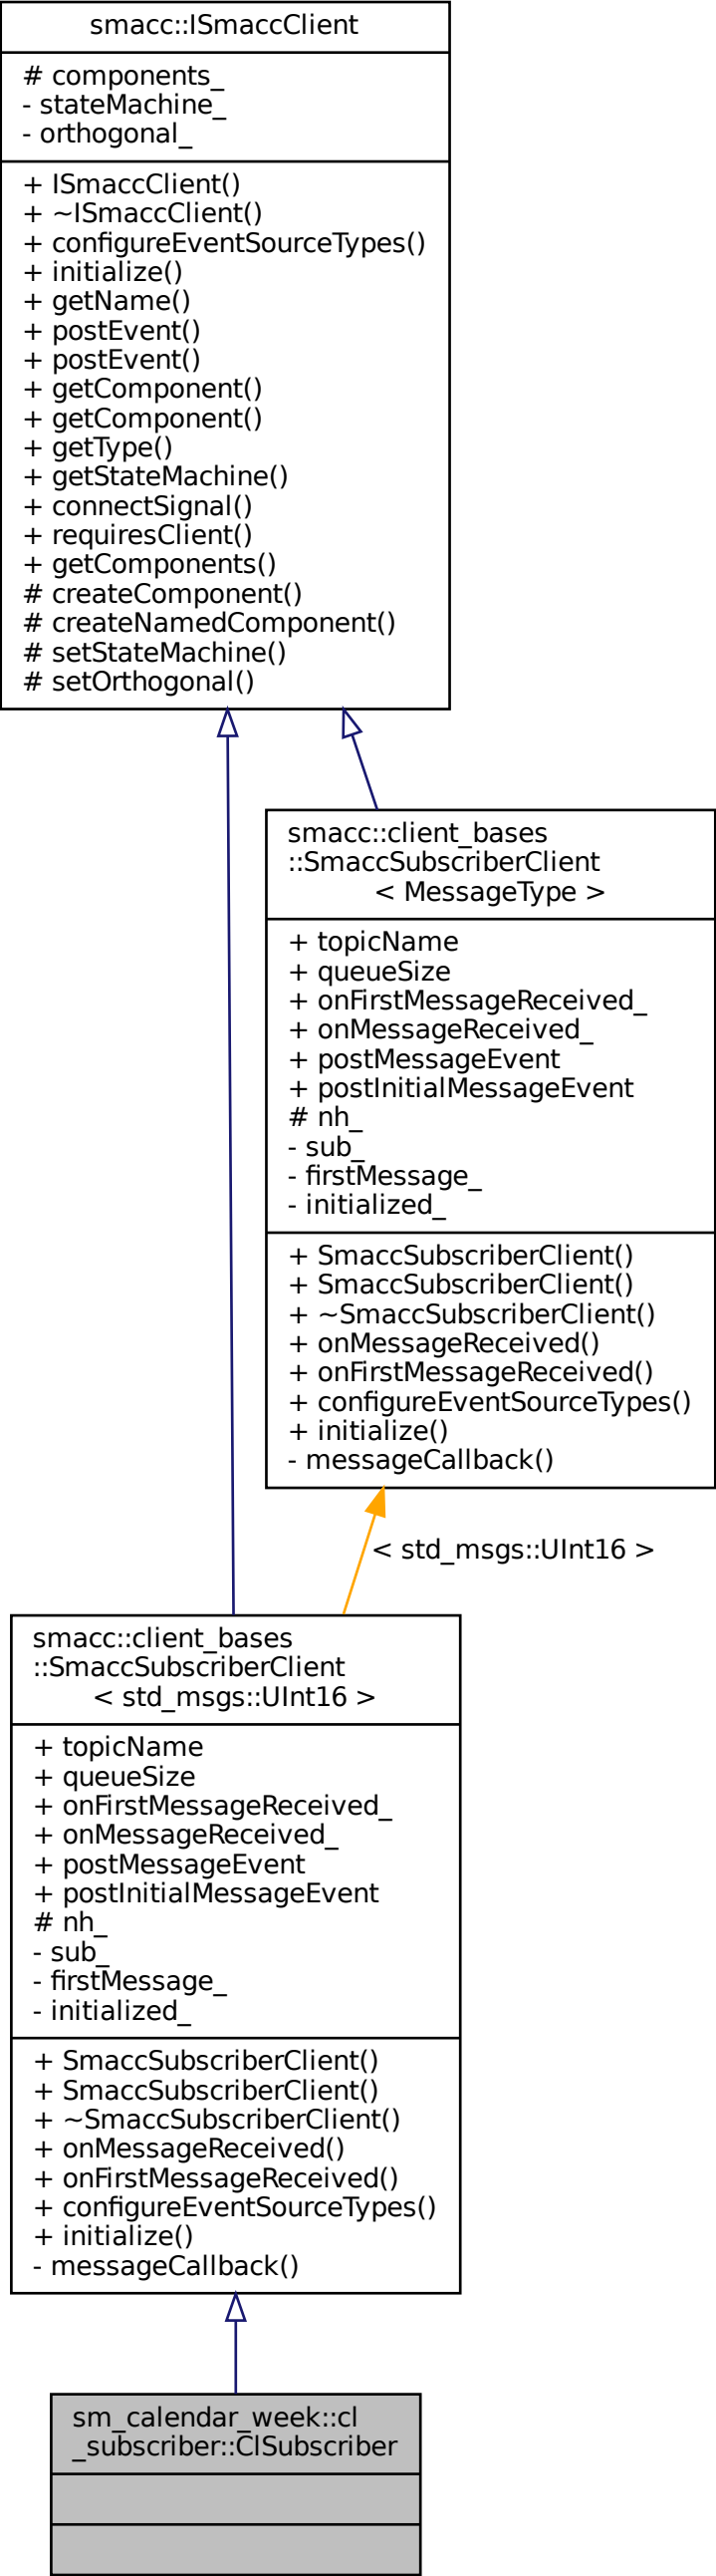 smacc::ISmaccClient
# components_
- stateMachine_
- orthogonal_
+ ISmaccClient()
+ ~ISmaccClient()
+ configureEventSourceTypes()
+ initialize()
+ getName()
+ postEvent()
+ postEvent()
+ getComponent()
+ getComponent()
+ getType()
+ getStateMachine()
+ connectSignal()
+ requiresClient()
+ getComponents()
# createComponent()
# createNamedComponent()
# setStateMachine()
# setOrthogonal()
smacc::client_bases
::SmaccSubscriberClient
< MessageType >
+ topicName
+ queueSize
+ onFirstMessageReceived_
+ onMessageReceived_
+ postMessageEvent
+ postInitialMessageEvent
# nh_
- sub_
- firstMessage_
- initialized_
+ SmaccSubscriberClient()
+ SmaccSubscriberClient()
+ ~SmaccSubscriberClient()
+ onMessageReceived()
+ onFirstMessageReceived()
+ configureEventSourceTypes()
+ initialize()
- messageCallback()
< std_msgs::UInt16 >
smacc::client_bases
::SmaccSubscriberClient
< std_msgs::UInt16 >
+ topicName
+ queueSize
+ onFirstMessageReceived_
+ onMessageReceived_
+ postMessageEvent
+ postInitialMessageEvent
# nh_
- sub_
- firstMessage_
- initialized_
+ SmaccSubscriberClient()
+ SmaccSubscriberClient()
+ ~SmaccSubscriberClient()
+ onMessageReceived()
+ onFirstMessageReceived()
+ configureEventSourceTypes()
+ initialize()
- messageCallback()
sm_calendar_week::cl
_subscriber::ClSubscriber